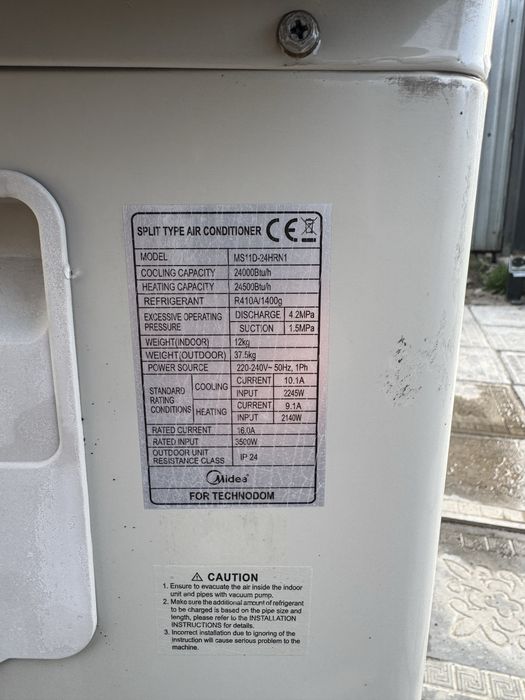 SPLIT TYPE AIR CONDITIONER CE
MODEL MS11D-24HRN1
COOLING CAPACITY 24000Btu/h
HEATING CAPACITY 24500Btu/h
REFRIGERANT R410A/1400g
EXCESSIVE OPERATING PRESSURE DISCHARGE 4.2MPa
SUCTION 1.5MPa
WEIGHT(INDOOR) 12kg
WEIGHT(OUTDOOR) 37.5kg
POWER SOURCE 220-240V~ 50Hz, 1Ph
STANDARD RATING CONDITIONS COOLING CURRENT 10.1A
INPUT 2245W
HEATING CURRENT 9.1A
INPUT 2140W
RATED CURRENT 16.0A
RATED INPUT 3500W
OUTDOOR UNIT RESISTANCE CLASS IP 24
Midea
FOR TECHNODOM
⚠ CAUTION
1. Ensure to evacuate the air inside the indoor
unit and pipes with vacuum pump.
2. Make sure the additional amount of refrigerant
to be charged is based on the pipe size and
length, please refer to the INSTALLATION
INSTRUCTIONS for details.
3. Incorrect installation due to ignoring of the
instruction will cause serious problem to the
machine.